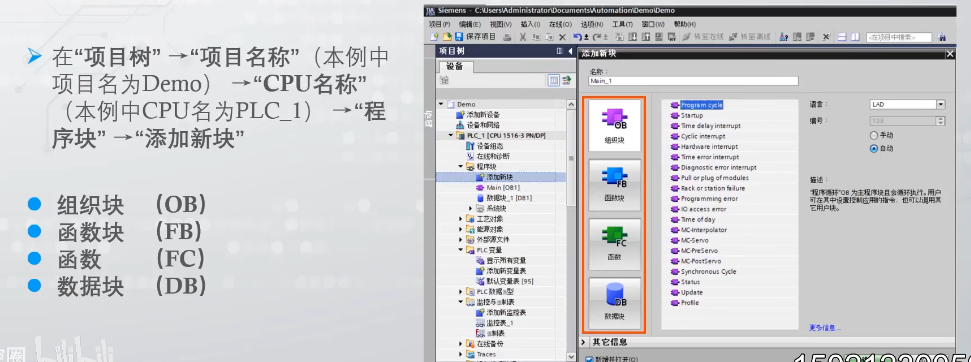 在“项目树”→“项目名称”（本例中
项目名为Demo）→“CPU名称”
（本例中CPU名为PLC_1）→“程
序块”→“添加新块”
组织块 （OB）
函数块 （FB）
函数 （FC）
数据块 （DB）
Siemens - C:\Users\Administrator\Documents\Automation\Demo\Demo
项目(P) 编辑(E) 视图(V) 插入(I) 在线(O) 选项(N) 工具(T) 窗口(W) 帮助(H)
保存项目 转至在线 转至离线 <在项目中搜索>
项目树
设备
Demo
添加新设备
设备和网络
PLC_1 [CPU 1516-3 PN/DP]
设备组态
在线和诊断
程序块
添加新块
Main [OB1]
数据块_1 [DB1]
系统块
工艺对象
能源对象
外部源文件
PLC 变量
显示所有变量
添加新变量表
默认变量表 [95]
PLC 数据类型
监控与强制表
添加新监控表
监控表_1
强制表
在线备份
Traces
添加新块
名称：
Main_1
OB
组织块
FB
函数块
FC
函数
DB
数据块
Program cycle
Startup
Time delay interrupt
Cyclic interrupt
Hardware interrupt
Time error interrupt
Diagnostic error interrupt
Pull or plug of modules
Rack or station failure
Programming error
IO access error
Time of day
MC-Interpolator
MC-Servo
MC-PreServo
MC-PostServo
Synchronous Cycle
Status
Update
Profile
语言： LAD
编号： 123
手动
自动
描述：
“程序循环”OB 为主程序块且会循环执行。用户
可在其中设置控制应用的指令，也可以调用其
它用户块。
更多信息...
其它信息
新增并打开(O)